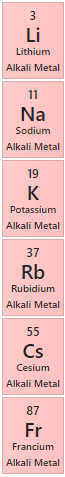 3
Li
Lithium
Alkali Metal
11
Na
Sodium
Alkali Metal
19
K
Potassium
Alkali Metal
37
Rb
Rubidium
Alkali Metal
55
Cs
Cesium
Alkali Metal
87
Fr
Francium
Alkali Metal